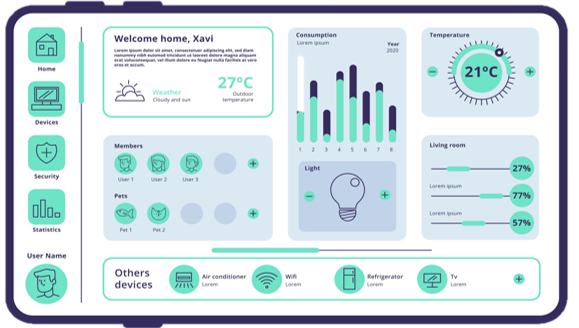 Home
Devices
Security
Statistics
User Name
Welcome home, Xavi
Lorem ipsum dolor sit amet, consectetuer adipiscing elit, sed diam
nonummy nibh euismod tincidunt ut laoreet dolore magna aliquam
erat volutpat.
Weather
Cloudy and sun
27ºC
Outdoor
temperature
Members
User 1
User 2
User 3
Pets
Pet 1
Pet 2
Consumption
Lorem ipsum
Year
2020
1 2 3 4 5 6 7 8
Light
Temperature
21ºC
Living room
27%
Lorem ipsum
77%
Lorem ipsum
57%
Others
devices
Air conditioner
Lorem
Wifi
Lorem
Refrigerator
Lorem
Tv
Lorem